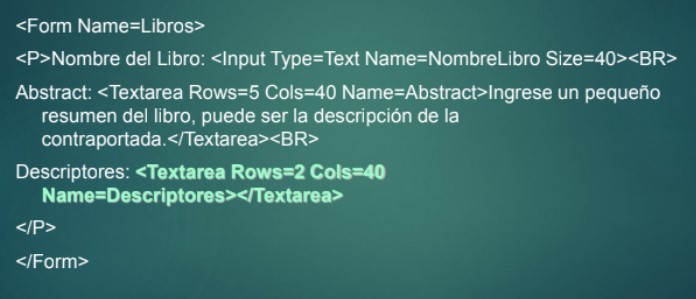 <Form Name=Libros>
<P>Nombre del Libro: <Input Type=Text Name=NombreLibro Size=40><BR>
Abstract: <Textarea Rows=5 Cols=40 Name=Abstract>Ingrese un pequeño
resumen del libro, puede ser la descripción de la
contraportada.</Textarea><BR>
Descriptores: <Textarea Rows=2 Cols=40
Name=Descriptores></Textarea>
</P>
</Form>